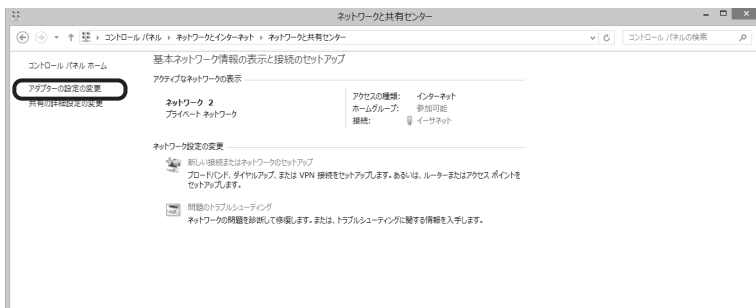 ネットワークと共有センター
コントロール パネル ▸ ネットワークとインターネット ▸ ネットワークと共有センター
コントロール パネルの検索
コントロール パネル ホーム
アダプターの設定の変更
共有の詳細設定の変更
基本ネットワーク情報の表示と接続のセットアップ
アクティブなネットワークの表示
ネットワーク 2
プライベート ネットワーク
アクセスの種類: インターネット
ホームグループ: 参加可能
接続: イーサネット
ネットワーク設定の変更
新しい接続またはネットワークのセットアップ
ブロードバンド、ダイヤルアップ、または VPN 接続をセットアップします。あるいは、ルーターまたはアクセス ポイントを
セットアップします。
問題のトラブルシューティング
ネットワークの問題を診断して修復します。または、トラブルシューティングに関する情報を入手します。